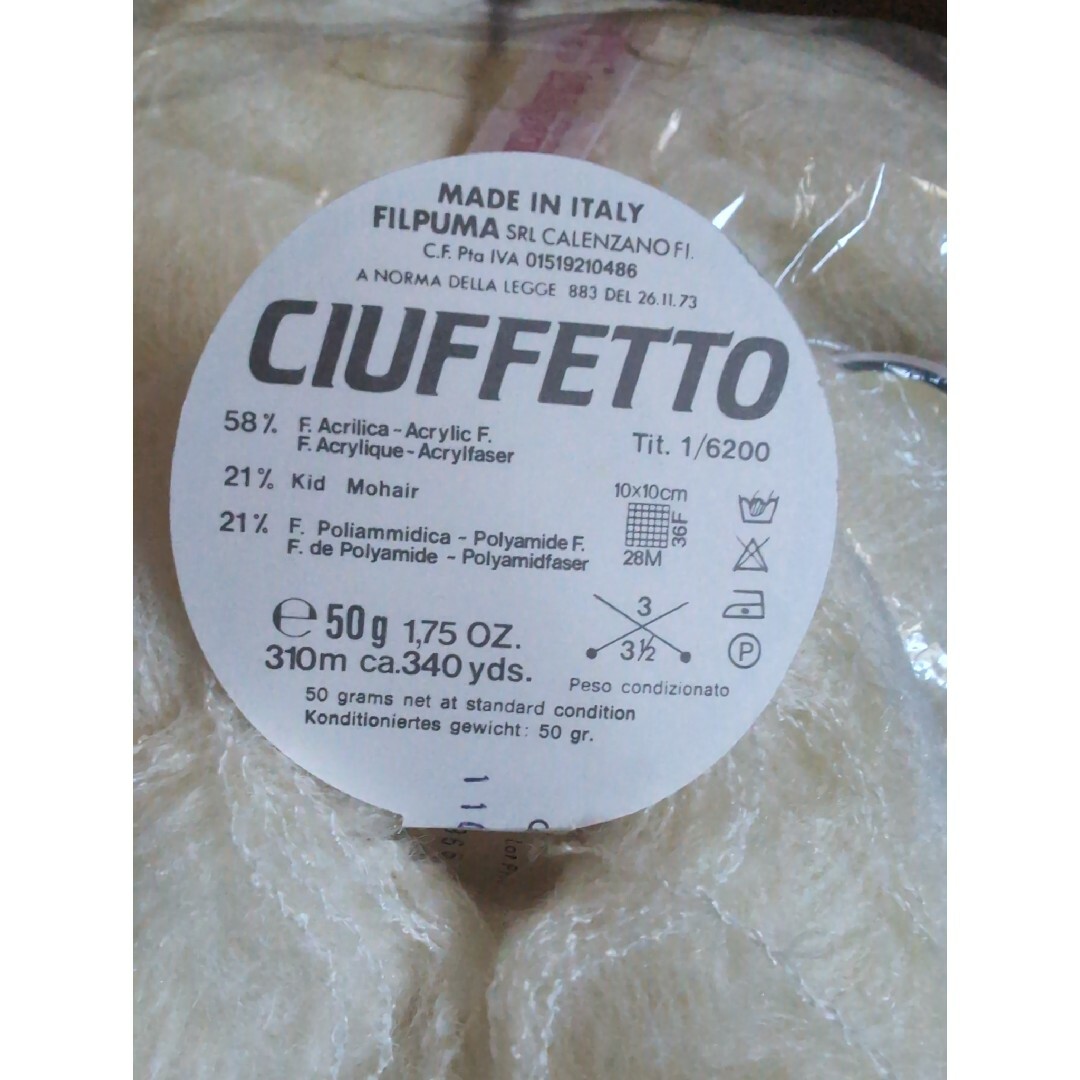 MADE IN ITALY
FILPUMA SRL CALENZANO FI.
C.F. Pta IVA 01519210486
A NORMA DELLA LEGGE 883 DEL 26.11.73
CIUFFETTO
58% F. Acrilica - Acrylic F.
F. Acrylique - Acrylfaser
21% Kid Mohair
21% F. Poliammidica - Polyamide F.
F. de Polyamide - Polyamidfaser
Tit. 1/6200
10x10cm
36F
28M
3
3½
P
℮ 50g 1,75 OZ.
310m ca.340yds.
Peso condizionato
50 grams net at standard condition
Konditioniertes gewicht: 50 gr.